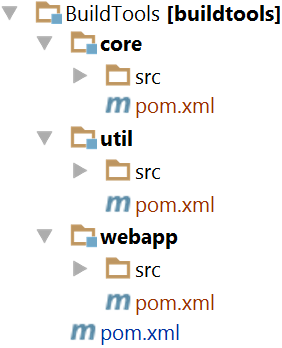 BuildTools [buildtools]
core
src
pom.xml
util
src
pom.xml
webapp
src
pom.xml
pom.xml